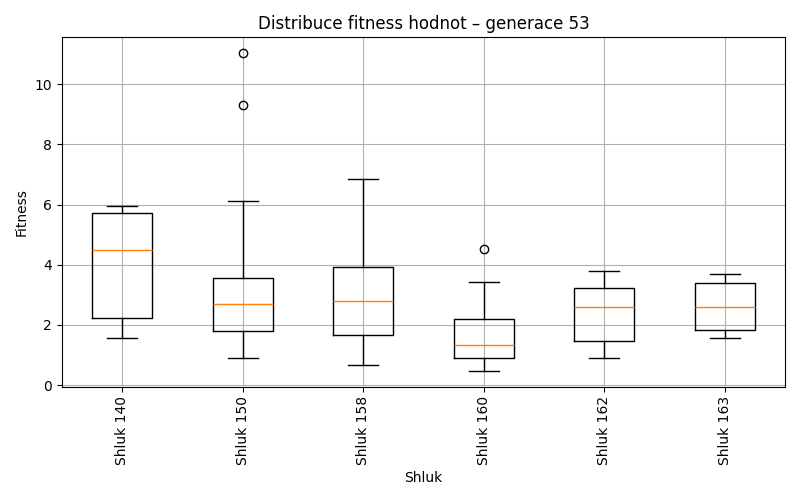 Distribuce fitness hodnot – generace 53
Fitness
10
8
6
4
2
0
Shluk 140
Shluk 150
Shluk 158
Shluk 160
Shluk 162
Shluk 163
Shluk